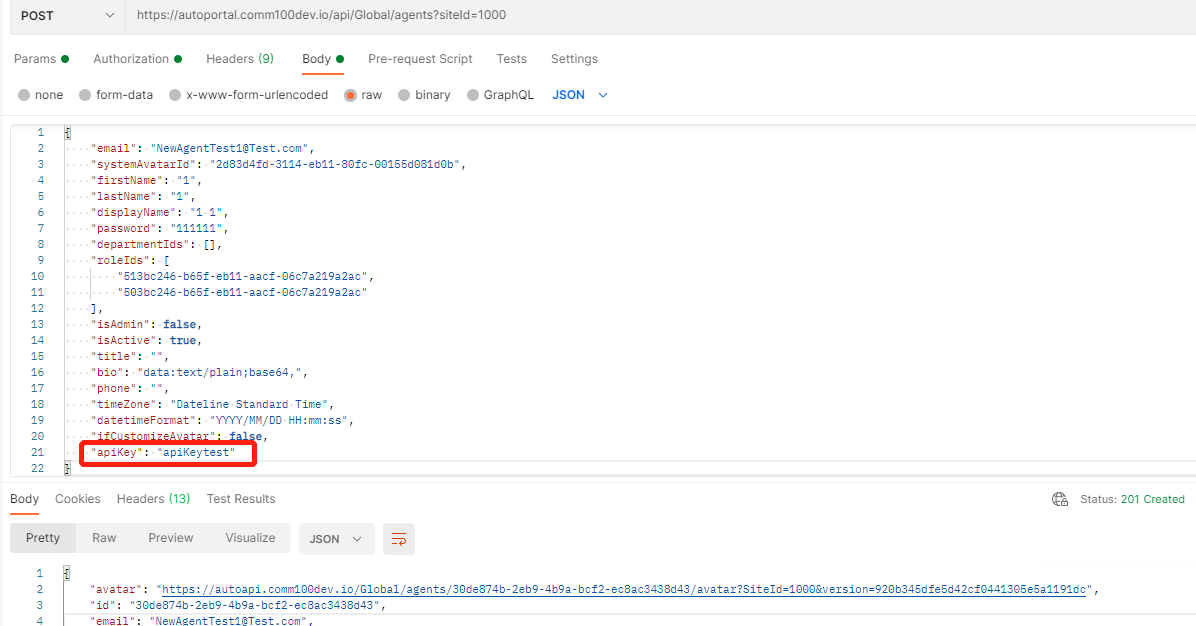 POST https://autoportal.comm100dev.io/api/Global/agents?siteId=1000
Params Authorization Headers (9) Body Pre-request Script Tests Settings
none form-data x-www-form-urlencoded raw binary GraphQL JSON
1 {
2 "email": "NewAgentTest1@Test.com",
3 "systemAvatarId": "2d83d4fd-3114-eb11-80fc-00155d081d0b",
4 "firstName": "1",
5 "lastName": "1",
6 "displayName": "1 1",
7 "password": "111111",
8 "departmentIds": [],
9 "roleIds": [
10 "513bc246-b65f-eb11-aacf-06c7a219a2ac",
11 "503bc246-b65f-eb11-aacf-06c7a219a2ac"
12 ],
13 "isAdmin": false,
14 "isActive": true,
15 "title": "",
16 "bio": "data:text/plain;base64,",
17 "phone": "",
18 "timeZone": "Dateline Standard Time",
19 "datetimeFormat": "YYYY/MM/DD HH:mm:ss",
20 "ifCustomizeAvatar": false,
21 "apiKey": "apiKeytest"
22 }
Body Cookies Headers (13) Test Results Status: 201 Created
Pretty Raw Preview Visualize JSON
1 {
2 "avatar": "https://autoapi.comm100dev.io/Global/agents/30de874b-2eb9-4b9a-bcf2-ec8ac3438d43/avatar?SiteId=1000&version=920b345dfe5d42cf0441305e5a1191dc",
3 "id": "30de874b-2eb9-4b9a-bcf2-ec8ac3438d43",
4 "email": "NewAgentTest1@Test.com",